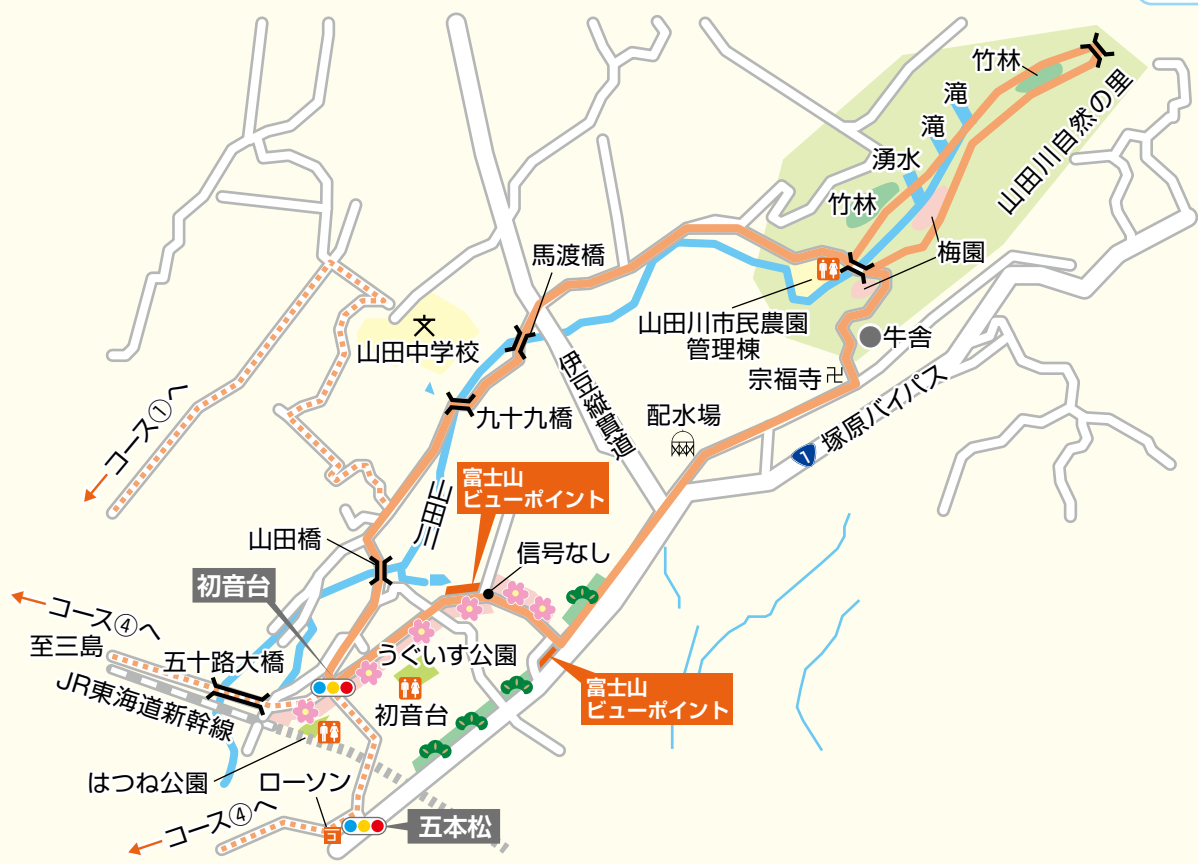 竹林
滝
滝
湧水
竹林
山田川自然の里
梅園
馬渡橋
山田川市民農園
管理棟
牛舎
宗福寺
文
山田中学校
伊豆縦貫道
九十九橋
配水場
1
塚原バイパス
コース①へ
富士山
ビューポイント
山田川
信号なし
山田橋
初音台
コース④へ
至三島
五十路大橋
うぐいす公園
JR東海道新幹線
初音台
富士山
ビューポイント
はつね公園
ローソン
コース④へ
コ
五本松